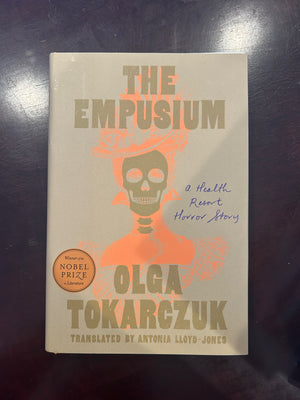 THE
EMPUSIUM
a Health
Resort
Horror Story
Winner of the
NOBEL
PRIZE
in Literature
OLGA
TOKARCZUK
TRANSLATED BY ANTONIA LLOYD-JONES